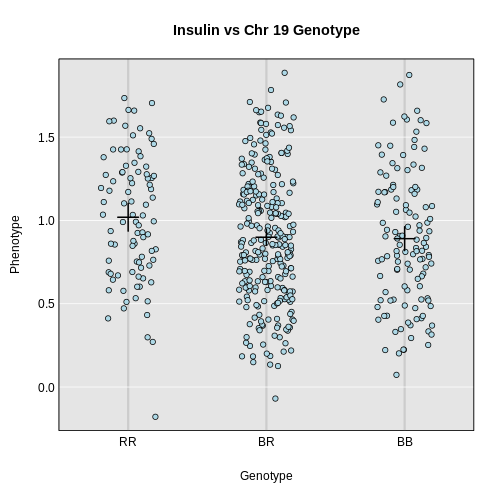 Insulin vs Chr 19 Genotype
Phenotype
1.5
1.0
0.5
0.0
RR BR BB
Genotype